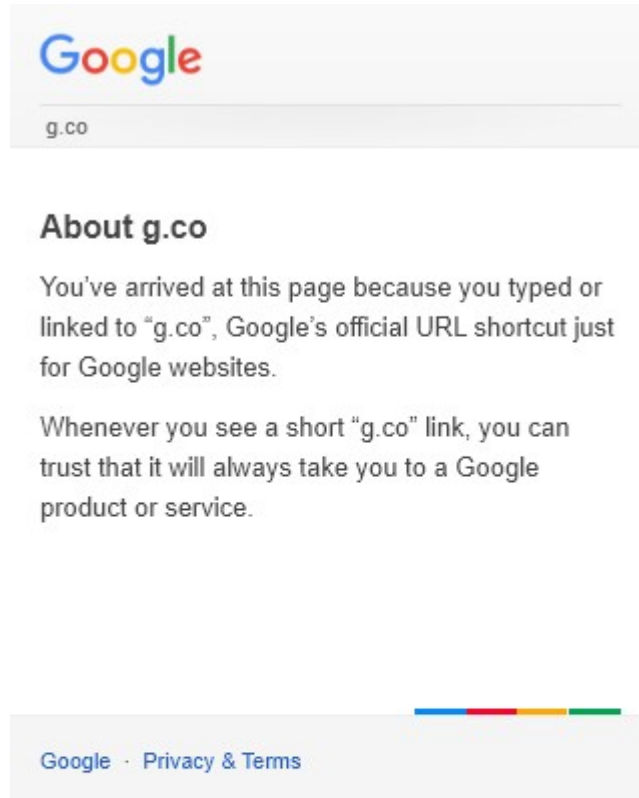 Google
g.co
About g.co
You’ve arrived at this page because you typed or
linked to “g.co”, Google’s official URL shortcut just
for Google websites.
Whenever you see a short “g.co” link, you can
trust that it will always take you to a Google
product or service.
Google · Privacy & Terms